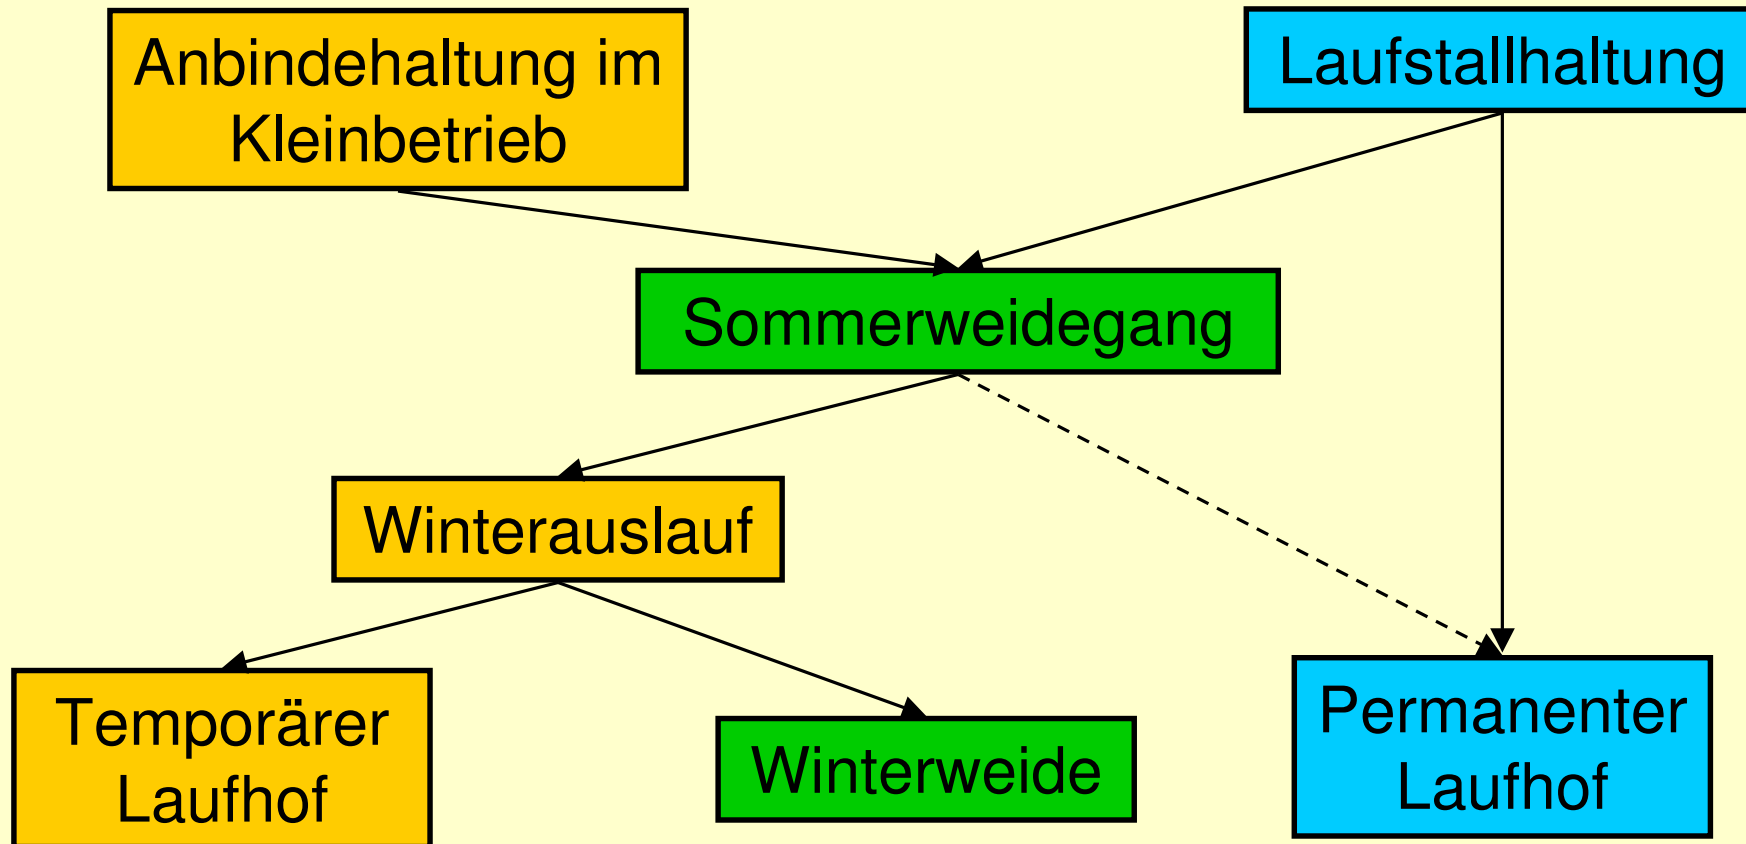 Anbindehaltung im
Kleinbetrieb
Laufstallhaltung
Sommerweidegang
Winterauslauf
Temporärer
Laufhof
Winterweide
Permanenter
Laufhof